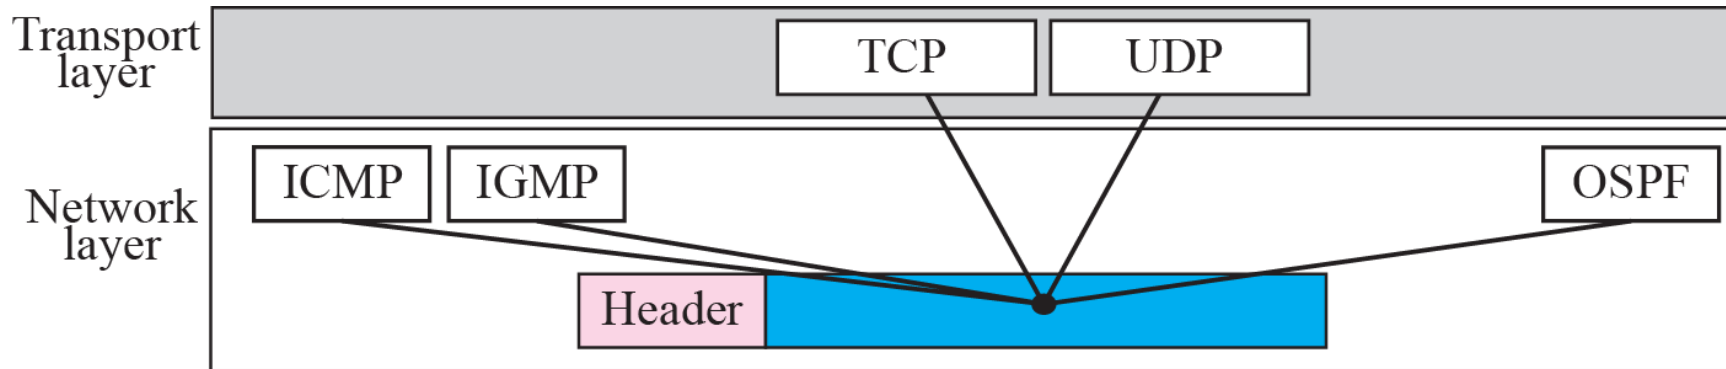 Transport
layer
TCP
UDP
ICMP
IGMP
OSPF
Network
layer
Header